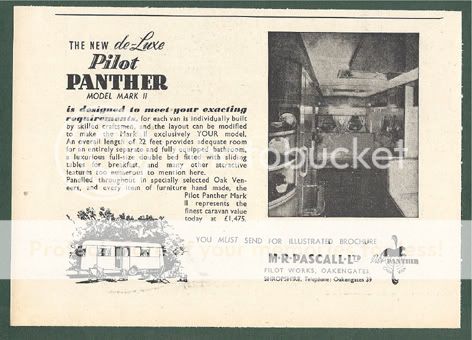 THE NEW de-Luxe
Pilot
PANTHER
MODEL MARK II
is designed to meet your exacting
requirements, for each van is individually built
by skilled craftsmen, and the layout can be modified
to make the Mark II exclusively YOUR model.
An overall length of 22 feet provides adequate room
for an entirely separate and fully equipped bathroom,
a luxurious full-size double bed fitted with sliding
tables for breakfast, and many other attractive
features too numerous to mention here.
Panelled throughout in specially selected Oak Ven-
eers, and every item of furniture hand made, the
Pilot Panther Mark
II represents the
finest caravan value
today at £1,475.
YOU MUST SEND FOR ILLUSTRATED BROCHURE
M·R·PASCALL·LTD
PILOT WORKS, OAKENGATES
SHROPSHIRE. Telephone: Oakengates 39
Pilot PANTHER
photobucket